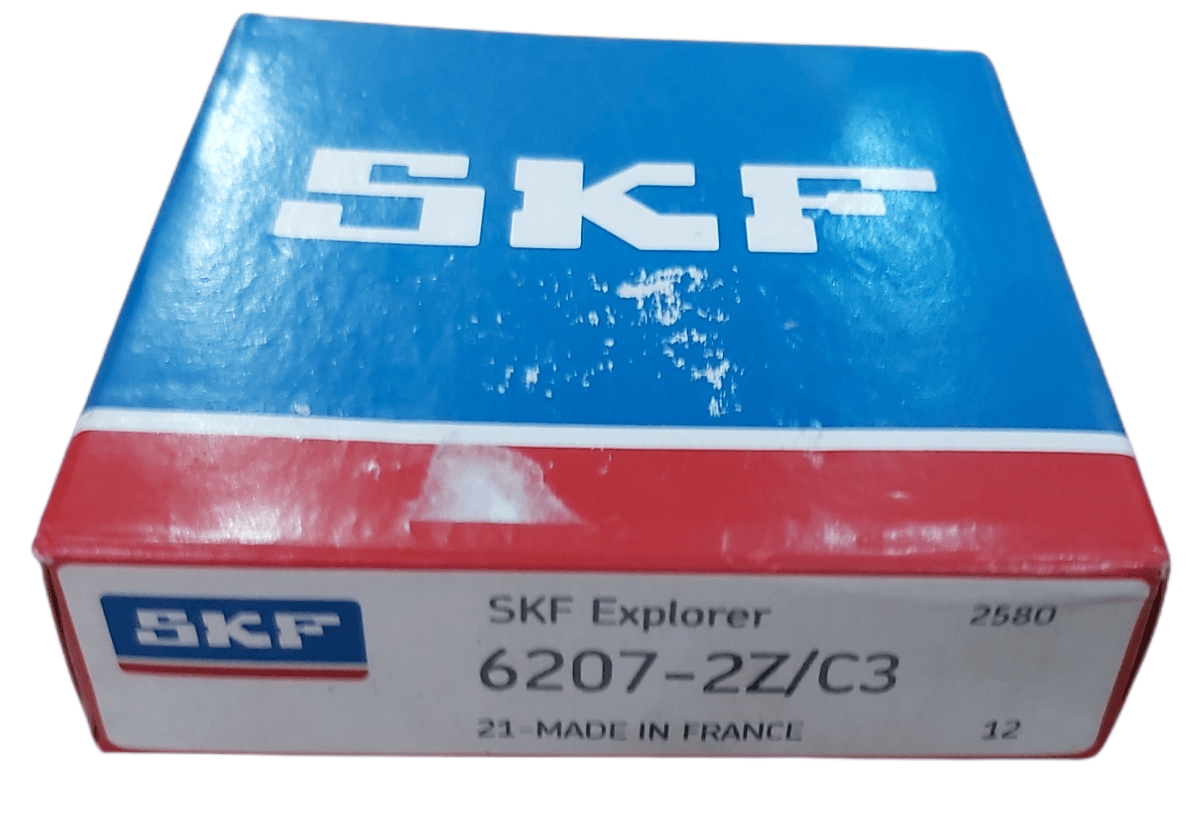 SKF
SKF
SKF Explorer
2580
6207-2Z/C3
21-MADE IN FRANCE
12